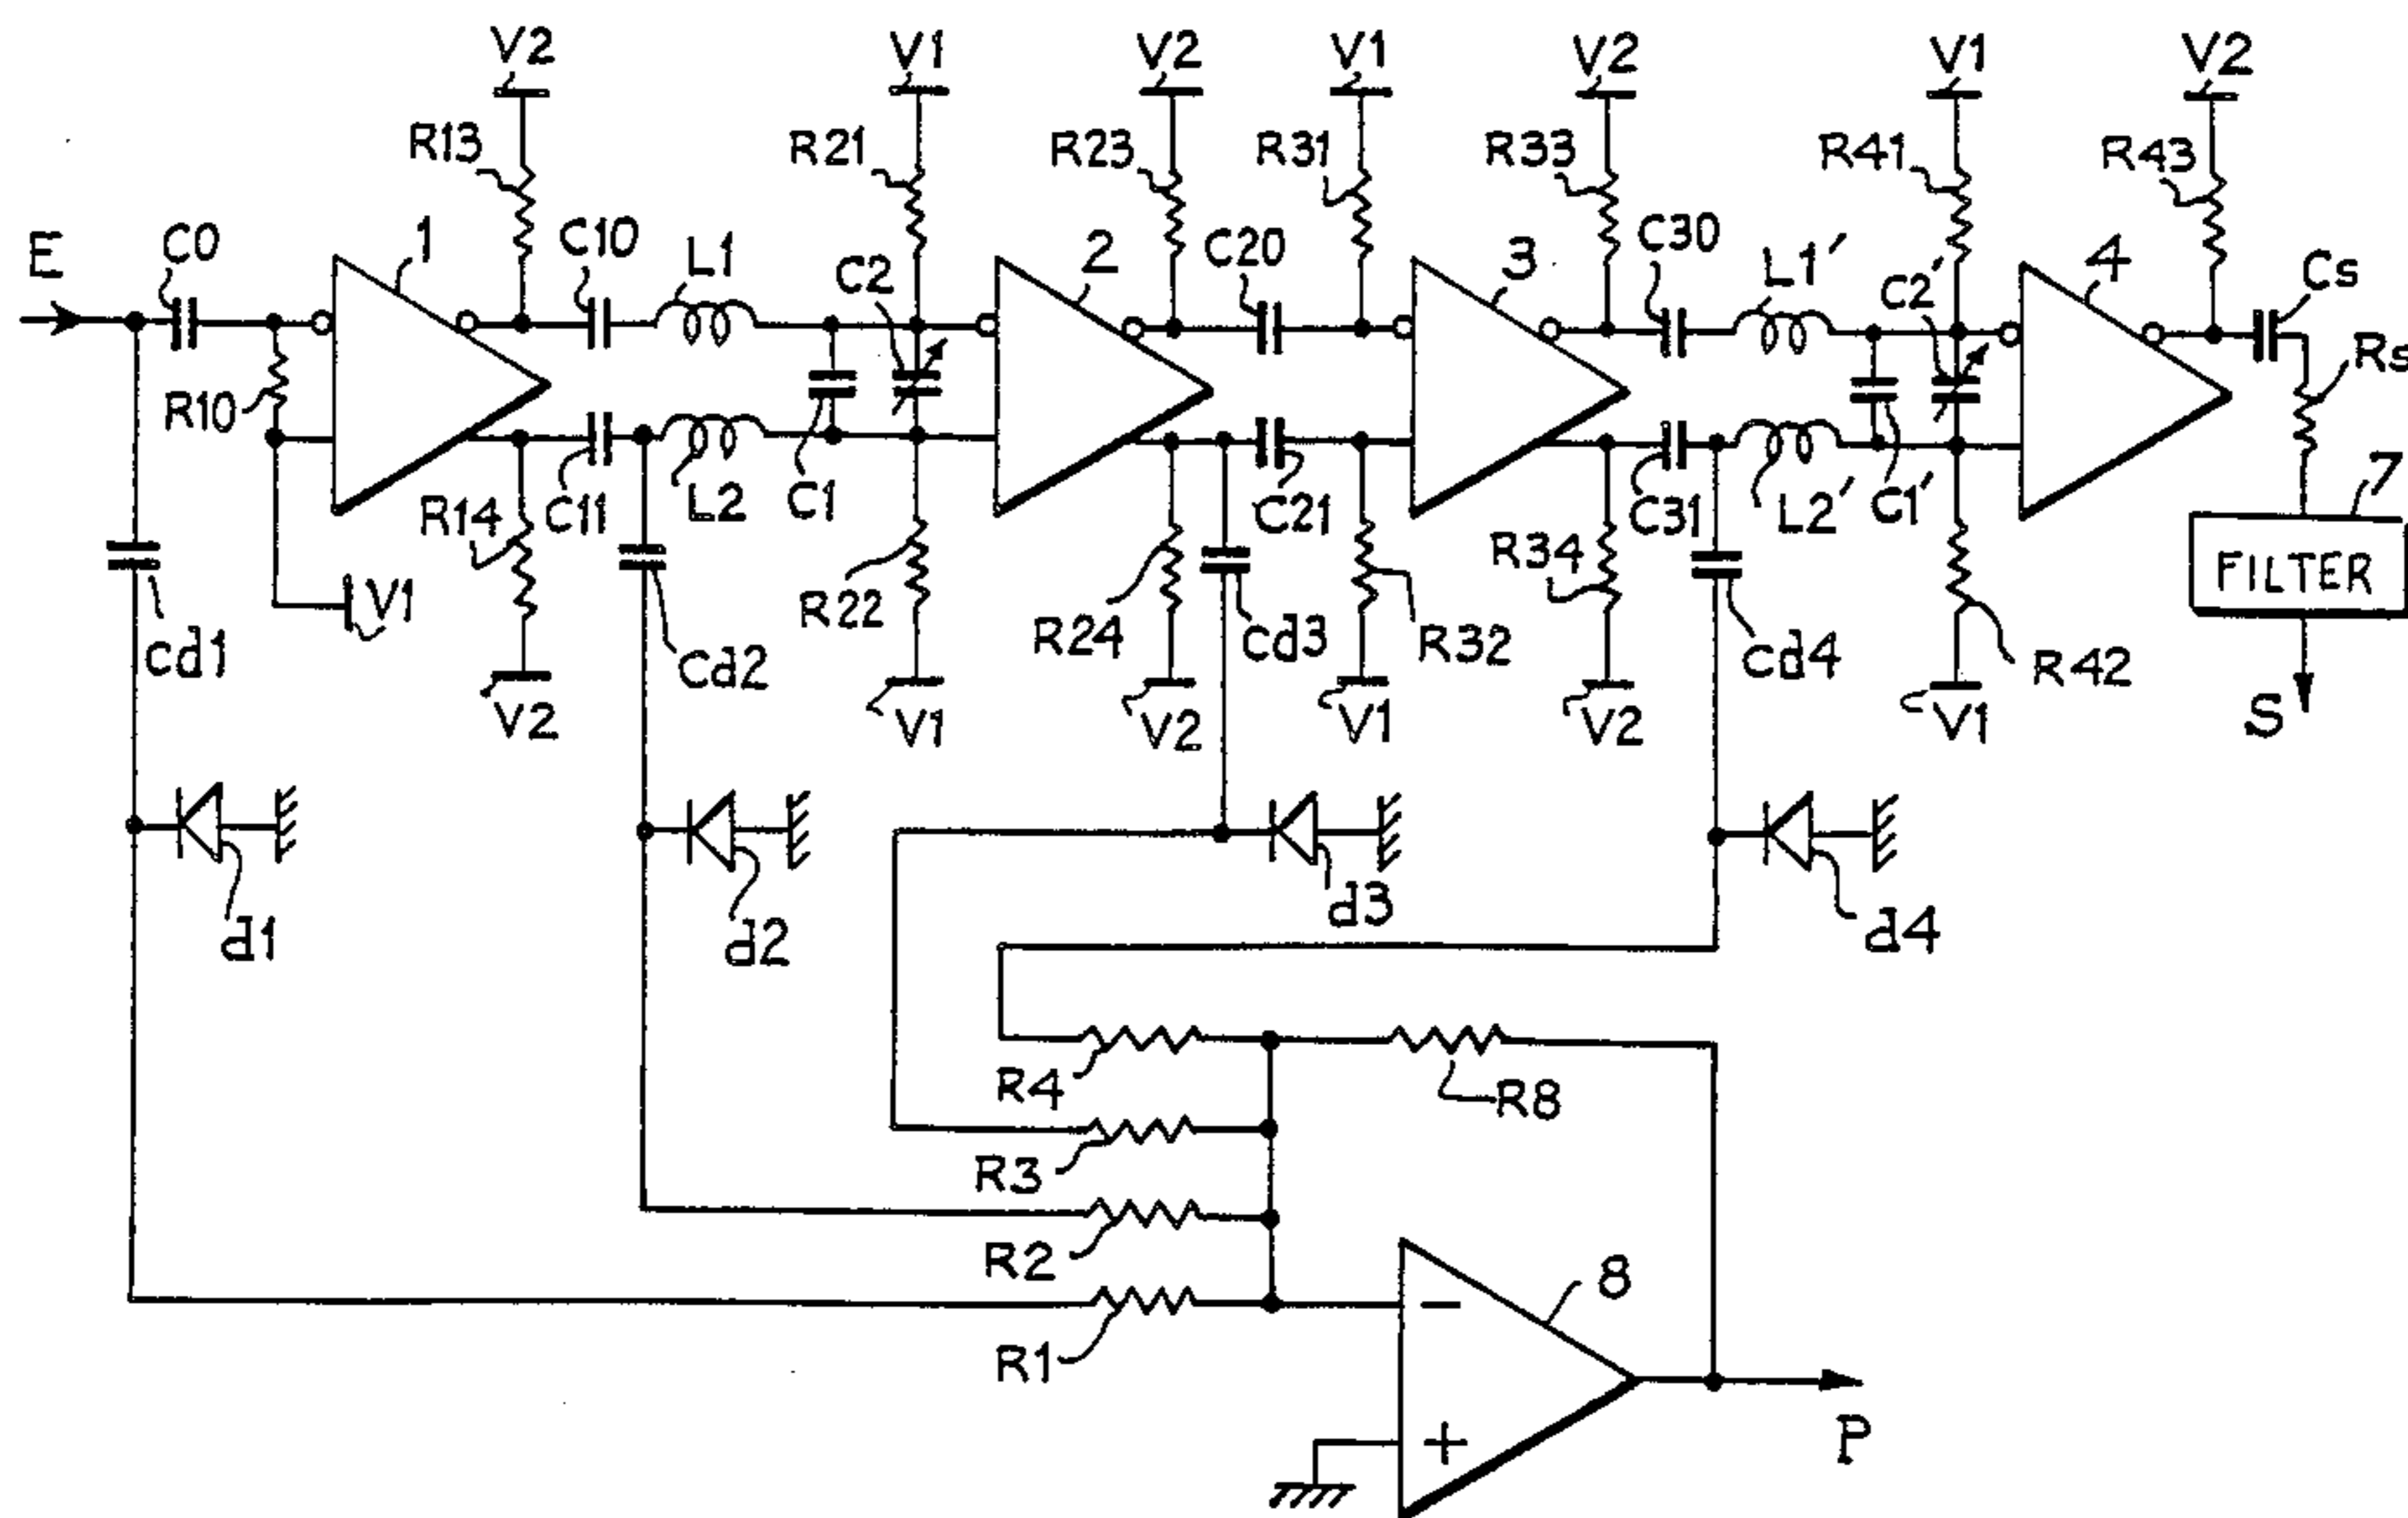 V2 V1 V2 V1 V2 V1 V2
R13 R21 R23 R31 R33 R41 R43
E C0 1 C10 L1 C2 2 C20 3 C30 L1' C2' 4 Cs
R10 Rs
R14 C11 L2 C1 C21 C31 L2' C1' 7
V1 R22 R24 R34 FILTER
cd1 Cd2 Cd3 R32 Cd4 R42
V2 V1 V2 V1 V2 V1 S
d1 d2 d3 d4
R4 R8
R3
R2 8
R1 −
+ P